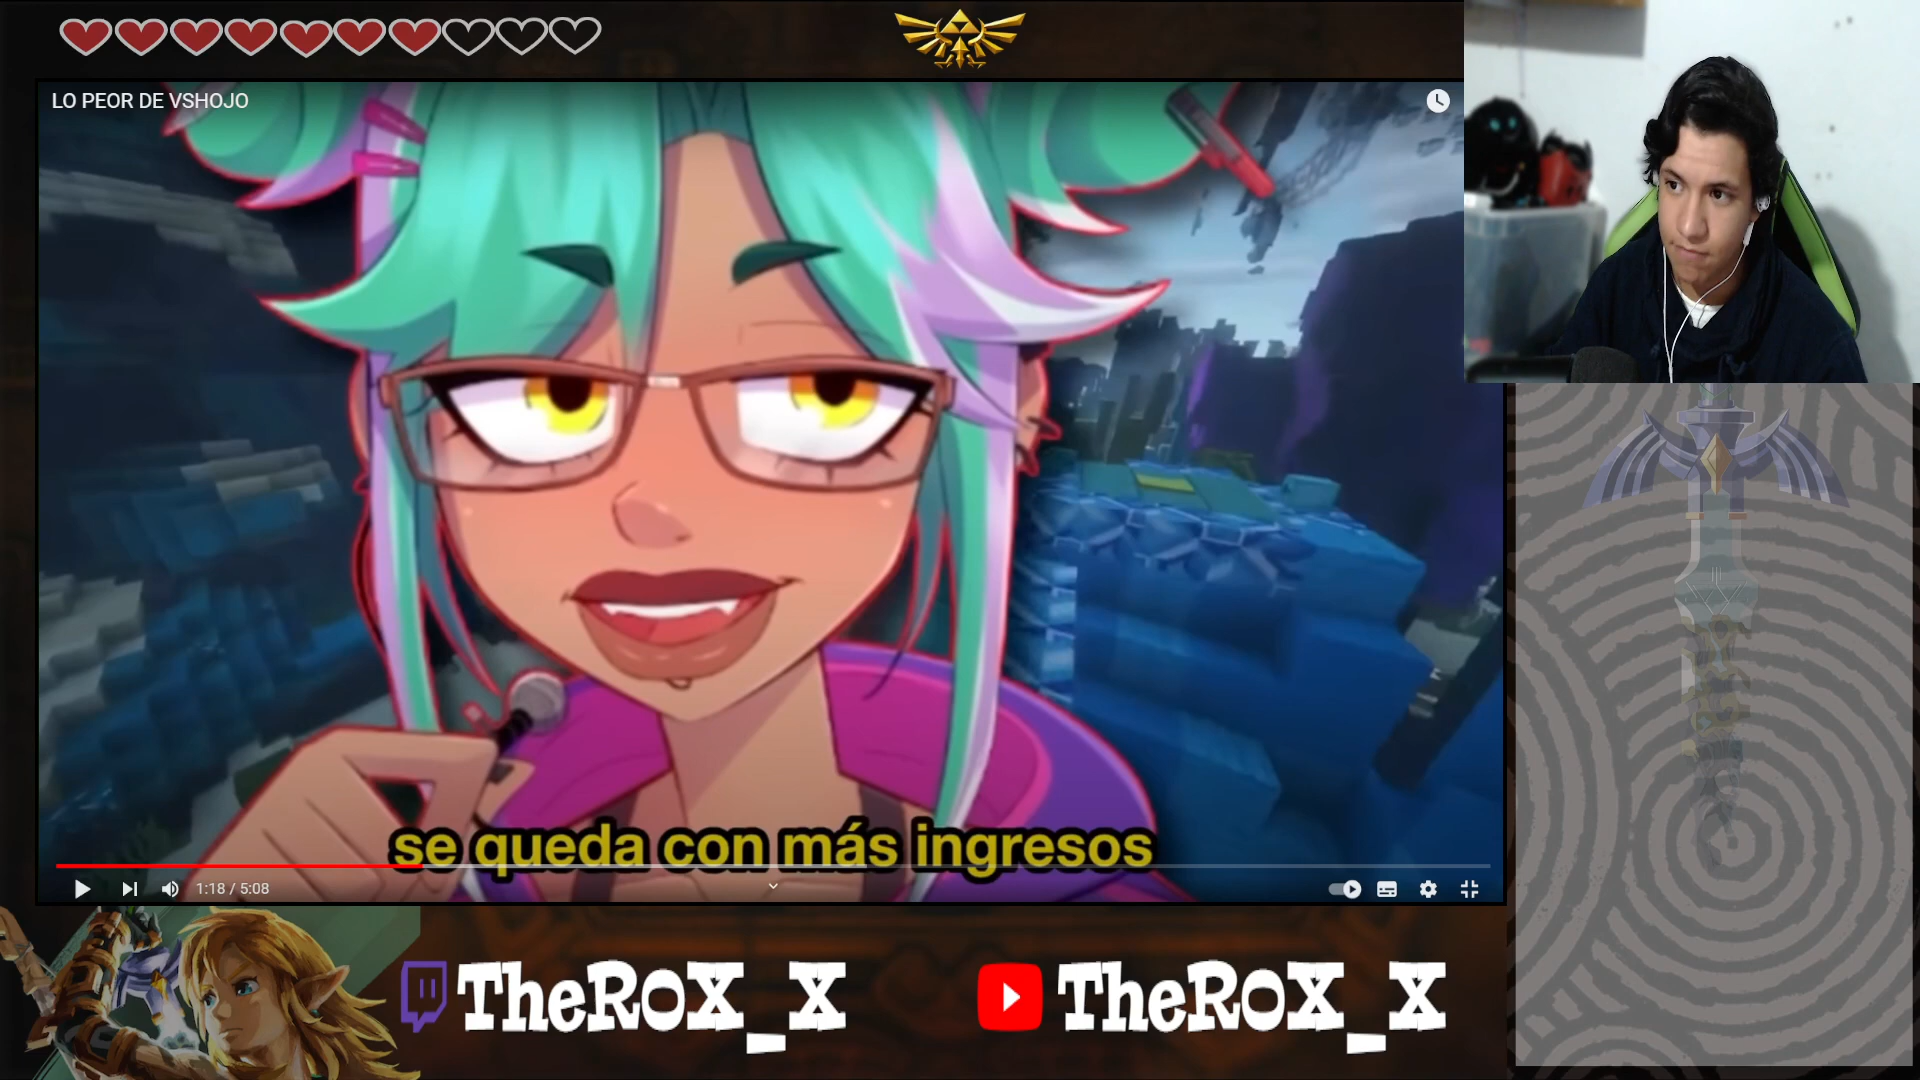 LO PEOR DE VSHOJO
se queda con más ingresos
1:18 / 5:08
TheROX_X
TheROX_X